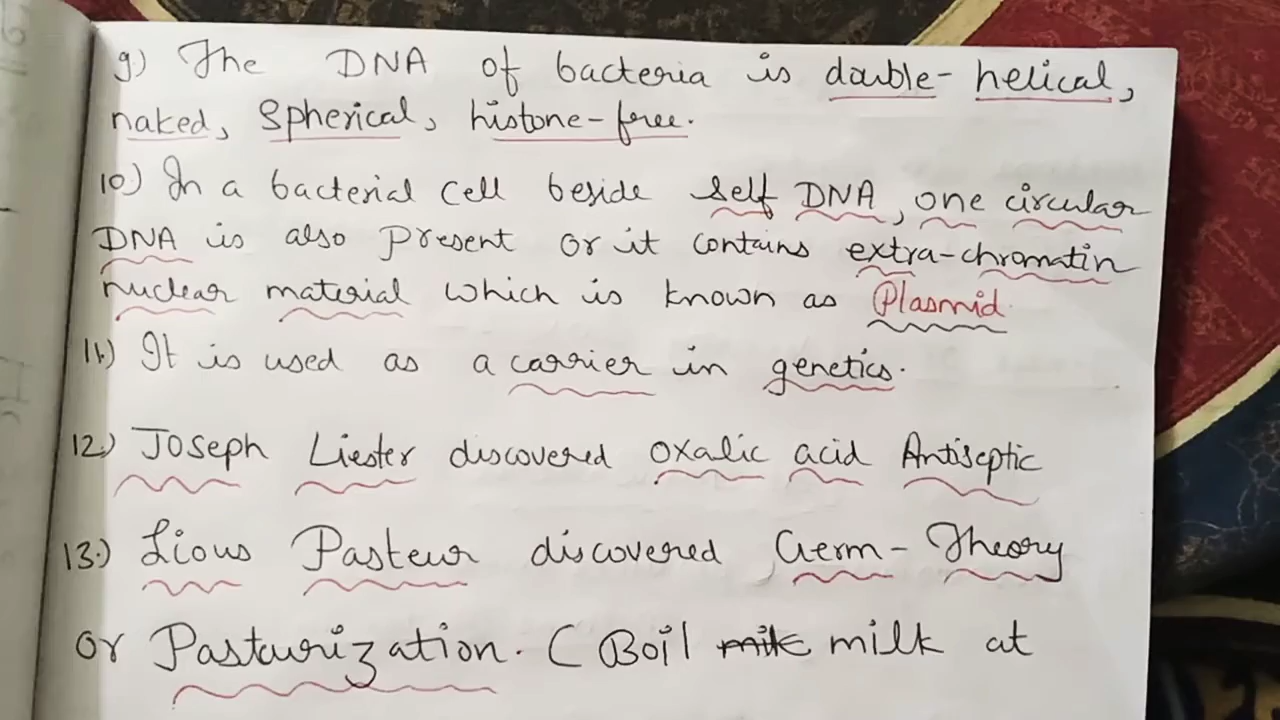 9) The DNA of bacteria is double-helical,
naked, Spherical, histone-free.
10) In a bacterial cell beside self DNA, one circular
DNA is also present or it contains extra-chromatin
nuclear material which is known as Plasmid.
11.) It is used as a carrier in genetics.
12.) Joseph Liester discovered oxalic acid Antiseptic
13.) Lious Pasteur discovered Germ-Theory
or Pasturization. (Boil milk at